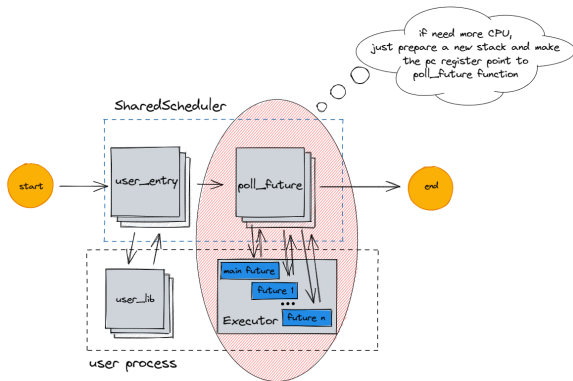 if need more CPU,
just prepare a new stack and make
the pc register point to
poll_future function
SharedScheduler
start
user_entry
poll_future
end
user_lib
main future
future 1
...
future n
Executor
user process